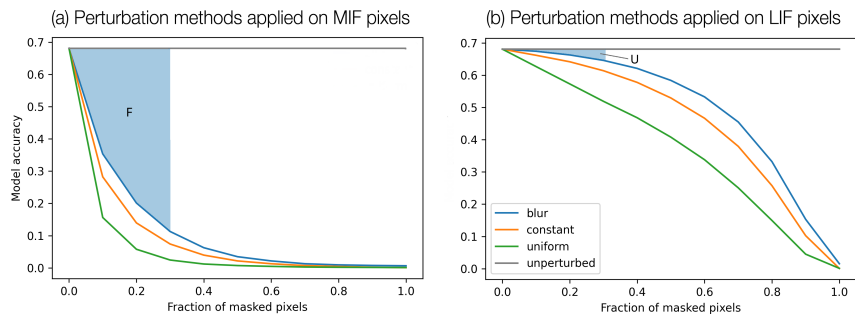 (a) Perturbation methods applied on MIF pixels
0.7
0.6
0.5
0.4
0.3
0.2
0.1
0.0
Model accuracy
F
0.0 0.2 0.4 0.6 0.8 1.0
Fraction of masked pixels
(b) Perturbation methods applied on LIF pixels
0.7
0.6
0.5
0.4
0.3
0.2
0.1
0.0
U
blur
constant
uniform
unperturbed
0.0 0.2 0.4 0.6 0.8 1.0
Fraction of masked pixels